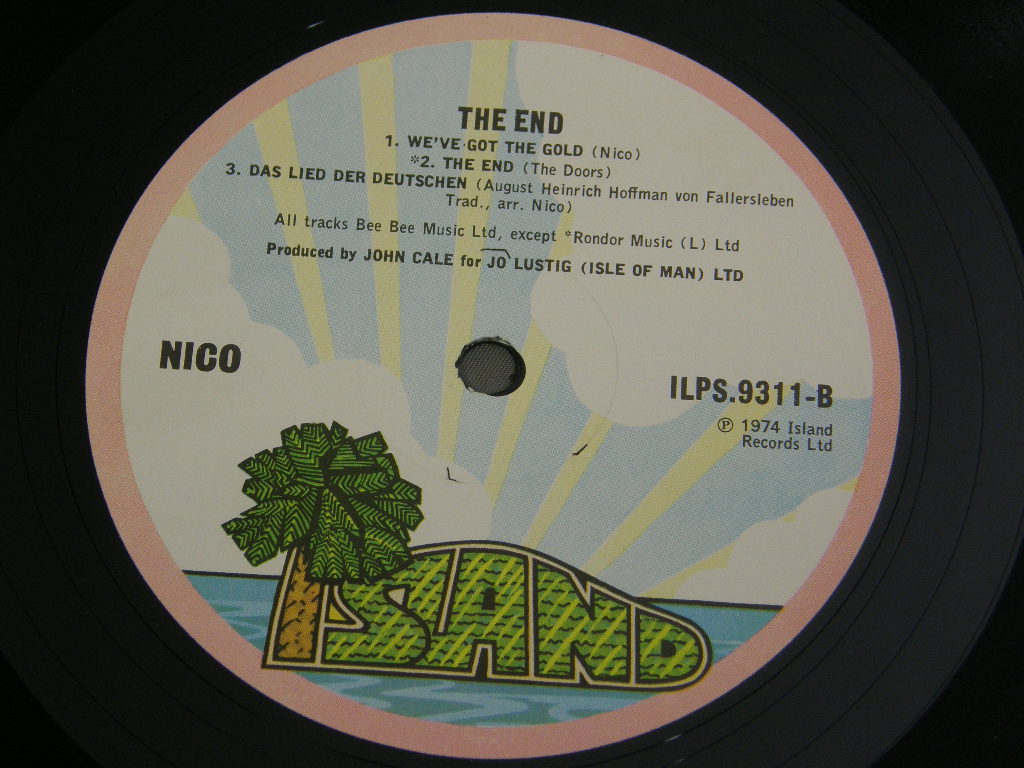 THE END
1. WE'VE GOT THE GOLD (Nico)
*2. THE END (The Doors)
3. DAS LIED DER DEUTSCHEN (August Heinrich Hoffman von Fallersleben
Trad., arr. Nico)
All tracks Bee Bee Music Ltd, except *Rondor Music (L) Ltd
Produced by JOHN CALE for JO LUSTIG (ISLE OF MAN) LTD
NICO
ILPS.9311-B
℗ 1974 Island
Records Ltd
ISLAND